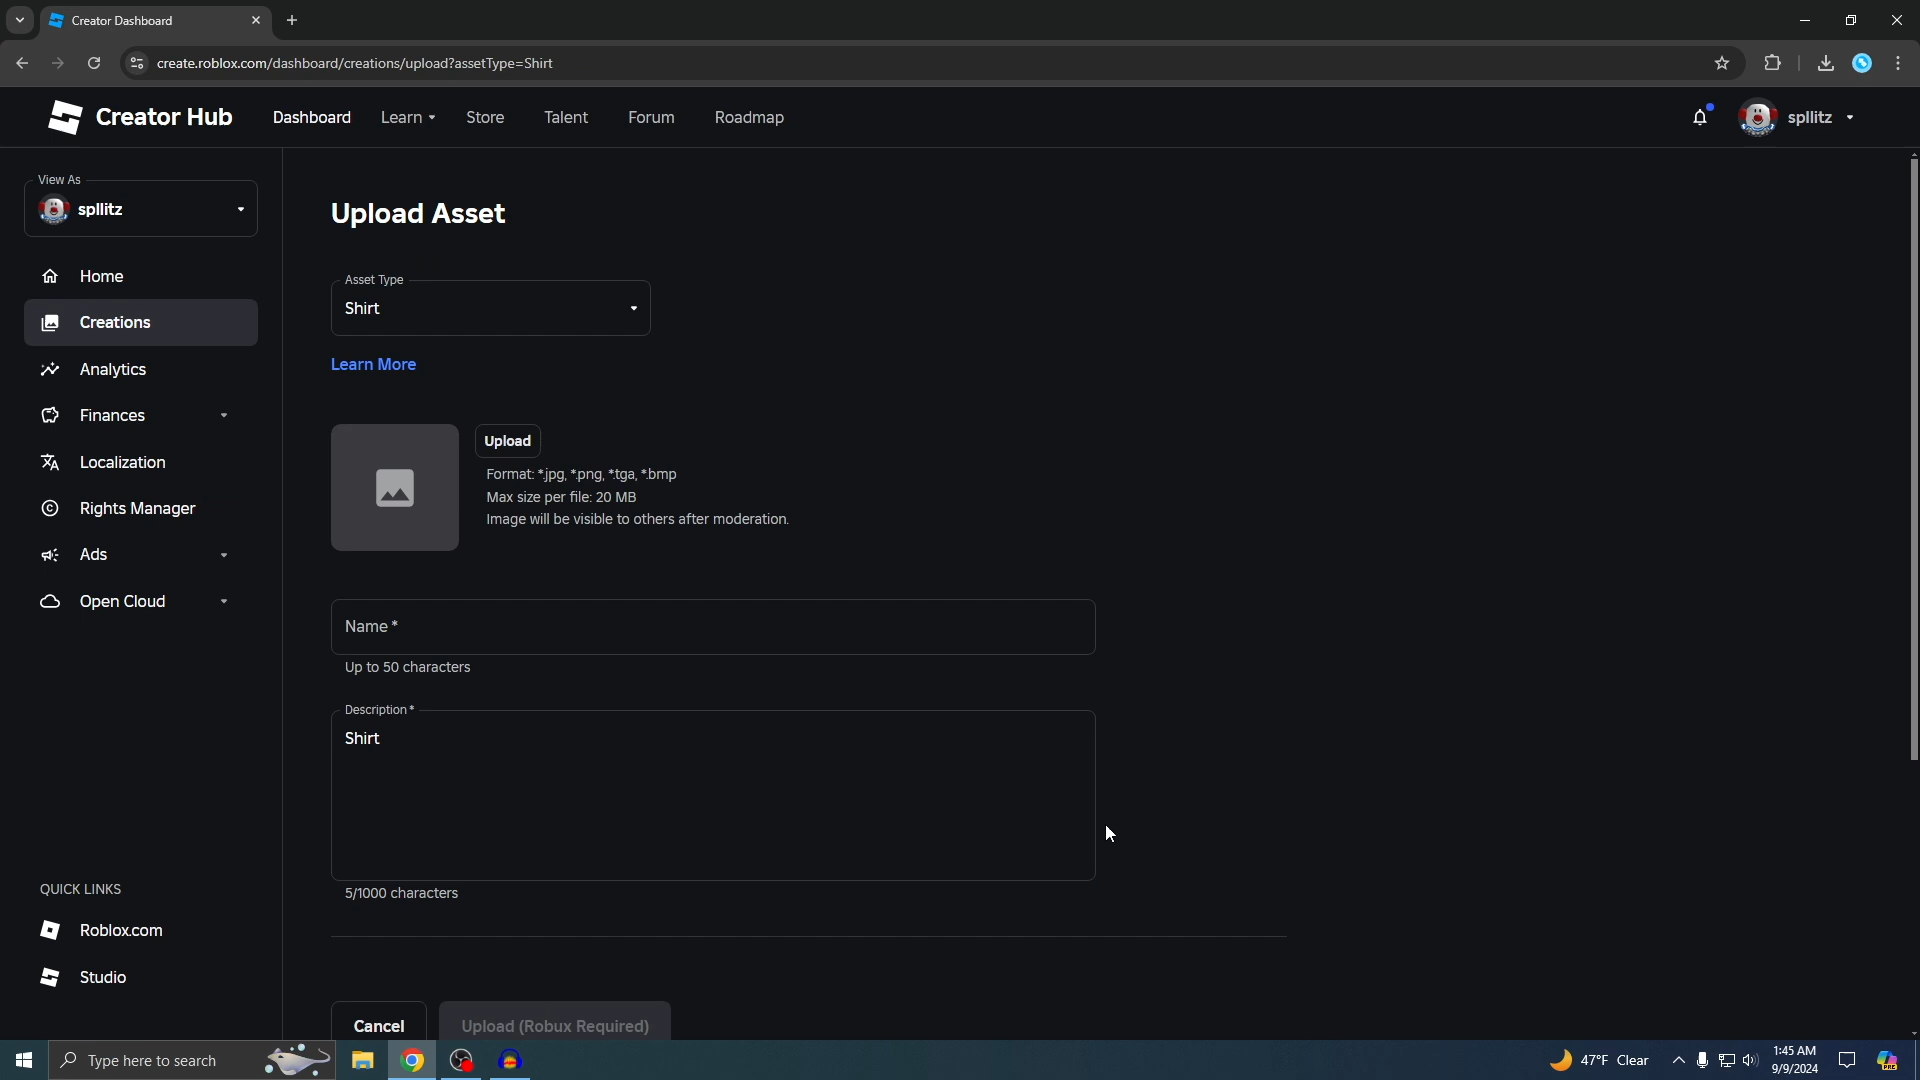 Creator Dashboard
create.roblox.com/dashboard/creations/upload?assetType=Shirt
Creator Hub
Dashboard
Learn
Store
Talent
Forum
Roadmap
spllitz
View As
spllitz
Home
Creations
Analytics
Finances
Localization
Rights Manager
Ads
Open Cloud
QUICK LINKS
Roblox.com
Studio
Upload Asset
Asset Type
Shirt
Learn More
Upload
Format: *.jpg, *.png, *.tga, *.bmp
Max size per file: 20 MB
Image will be visible to others after moderation.
Name *
Up to 50 characters
Description *
Shirt
5/1000 characters
Cancel
Upload (Robux Required)
Type here to search
47°F Clear
1:45 AM
9/9/2024
PRE